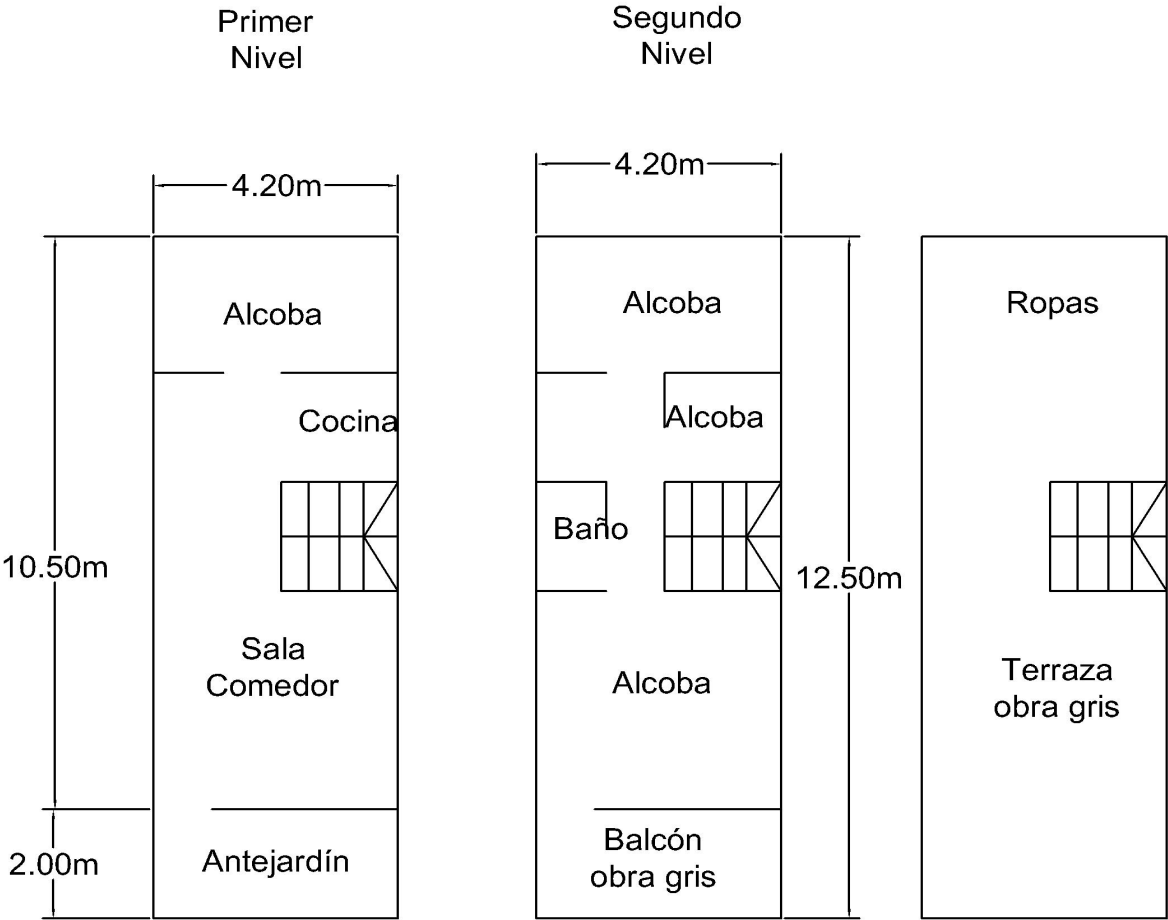 Primer
Nivel
Segundo
Nivel
4.20m
4.20m
Alcoba
Alcoba
Ropas
Cocina
Alcoba
Baño
10.50m
12.50m
Sala
Comedor
Alcoba
Terraza
obra gris
2.00m
Antejardín
Balcón
obra gris